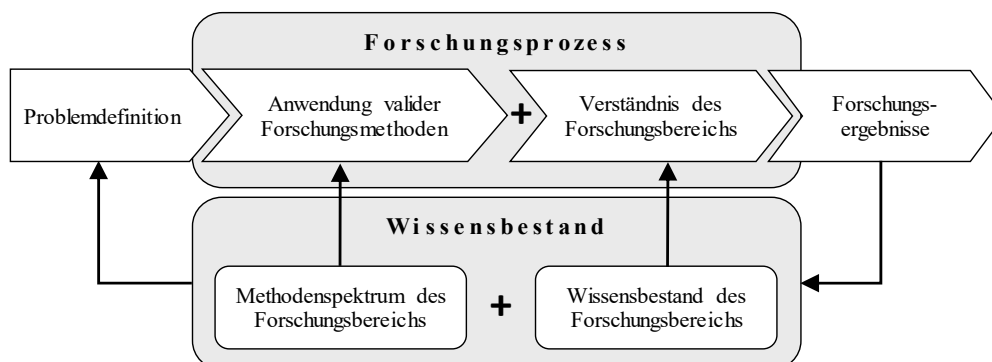 Forschungsprozess
Problemdefinition
Anwendung valider
Forschungsmethoden
+
Verständnis des
Forschungsbereichs
Forschungs-
ergebnisse
Wissensbestand
Methodenspektrum des
Forschungsbereichs
+
Wissensbestand des
Forschungsbereichs